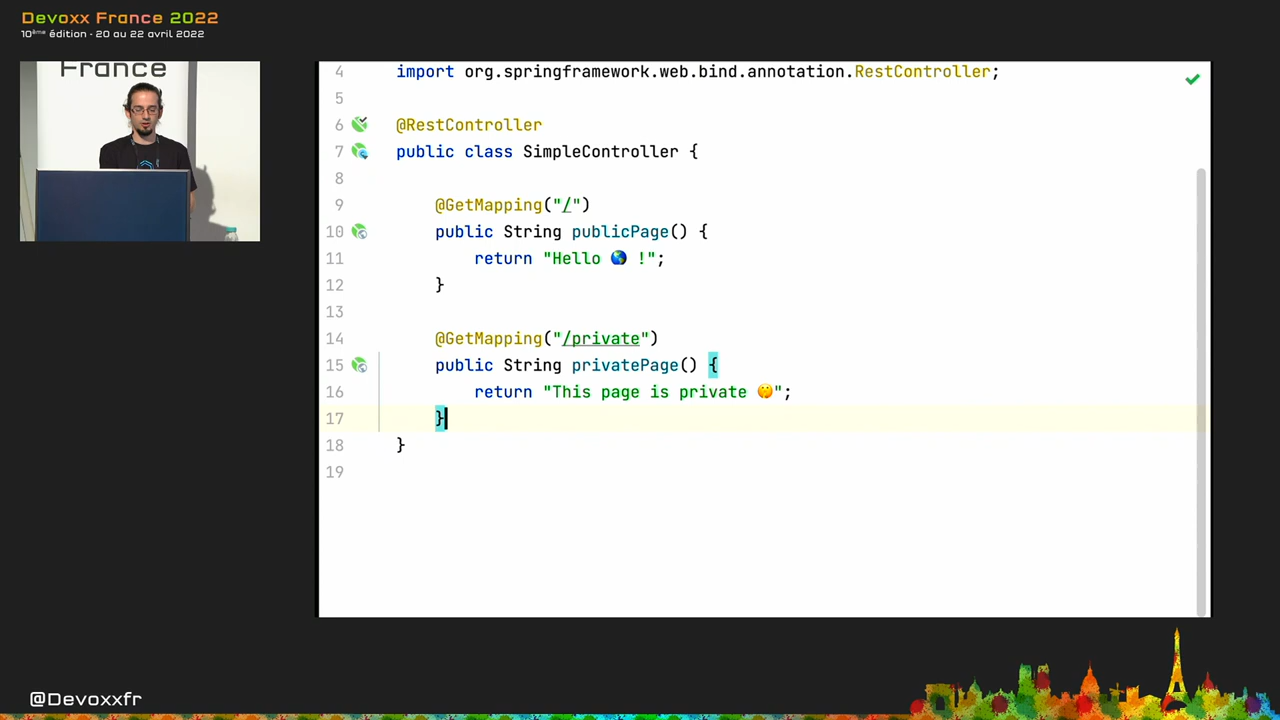 Devoxx France 2022
10ème édition - 20 au 22 avril 2022
France
4 import org.springframework.web.bind.annotation.RestController;
5
6 @RestController
7 public class SimpleController {
8
9 @GetMapping("/")
10 public String publicPage() {
11 return "Hello 🌎 !";
12 }
13
14 @GetMapping("/private")
15 public String privatePage() {
16 return "This page is private 🤫";
17 }
18 }
19
@Devoxxfr